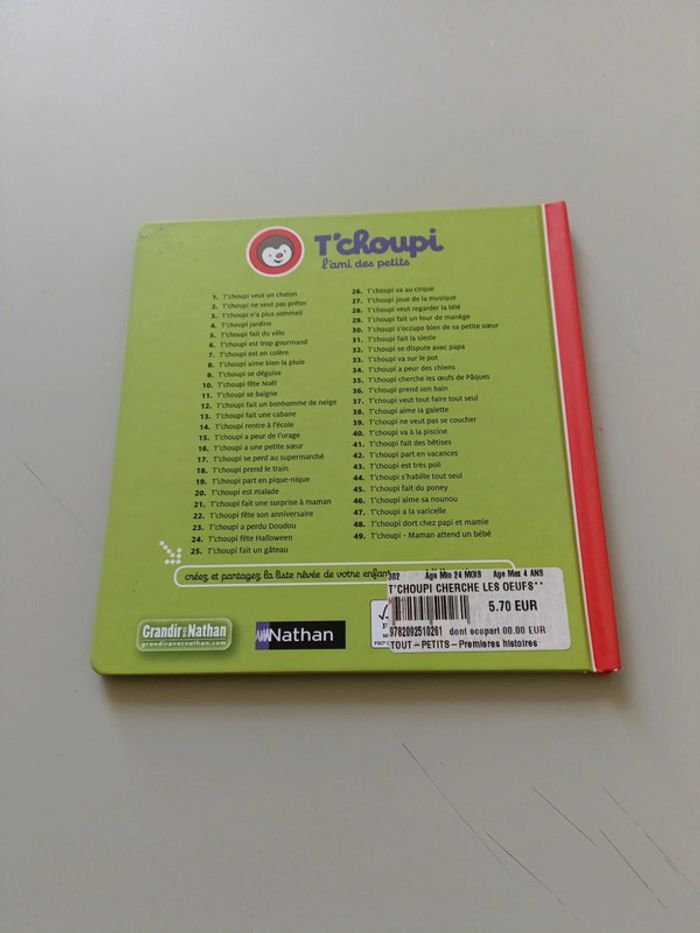 T'choupi
l'ami des petits
1. T'choupi veut un chaton
2. T'choupi ne veut pas prêter
3. T'choupi n'a plus sommeil
4. T'choupi jardine
5. T'choupi fait du vélo
6. T'choupi est trop gourmand
7. T'choupi est en colère
8. T'choupi aime bien la pluie
9. T'choupi se déguise
10. T'choupi fête Noël
11. T'choupi se baigne
12. T'choupi fait un bonhomme de neige
13. T'choupi fait une cabane
14. T'choupi rentre à l'école
15. T'choupi a peur de l'orage
16. T'choupi a une petite sœur
17. T'choupi se perd au supermarché
18. T'choupi prend le train
19. T'choupi part en pique-nique
20. T'choupi est malade
21. T'choupi fait une surprise à maman
22. T'choupi fête son anniversaire
23. T'choupi a perdu Doudou
24. T'choupi fête Halloween
25. T'choupi fait un gâteau
26. T'choupi va au cirque
27. T'choupi joue de la musique
28. T'choupi veut regarder la télé
29. T'choupi fait un tour de manège
30. T'choupi s'occupe bien de sa petite sœur
31. T'choupi fait la sieste
32. T'choupi se dispute avec papa
33. T'choupi va sur le pot
34. T'choupi a peur des chiens
35. T'choupi cherche les œufs de Pâques
36. T'choupi prend son bain
37. T'choupi veut tout faire tout seul
38. T'choupi aime la galette
39. T'choupi ne veut pas se coucher
40. T'choupi va à la piscine
41. T'choupi fait des bêtises
42. T'choupi part en vacances
43. T'choupi est très poli
44. T'choupi s'habille tout seul
45. T'choupi fait du poney
46. T'choupi aime sa nounou
47. T'choupi a la varicelle
48. T'choupi dort chez papi et mamie
49. T'choupi - Maman attend un bébé
créez et partagez la liste rêvée de votre enfant
302 Age Min 24 MOIS Age Max 4 ANS
T'CHOUPI CHERCHE LES OEUFS**
5.70 EUR
9782092510261 dont ecopart 00.00 EUR
TOUT-PETITS-Premieres histoires
Grandir avec Nathan
grandiravecnathan.com
Nathan